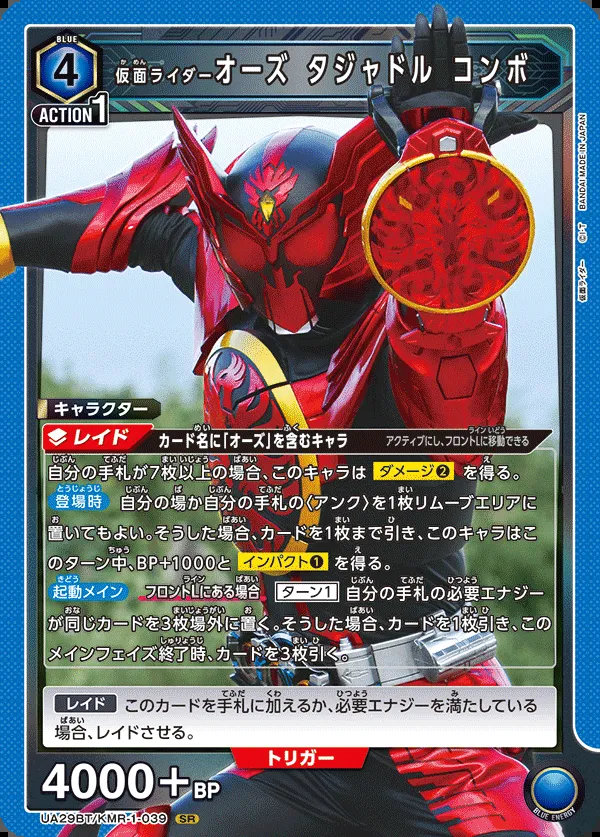 BLUE
4
仮面ライダーオーズ タジャドル コンボ
かめん
ACTION 1
仮面ライダー ©I・T BANDAI MADE IN JAPAN
キャラクター
レイド カード名に「オーズ」を含むキャラ アクティブにし、フロントLに移動できる
自分の手札が7枚以上の場合、このキャラは ダメージ❷ を得る。
登場時 自分の場か自分の手札の〈アンク〉を1枚リムーブエリアに
置いてもよい。そうした場合、カードを1枚まで引き、このキャラはこ
のターン中、BP+1000と インパクト❶ を得る。
起動メイン フロントLにある場合 ターン1 自分の手札の必要エナジー
が同じカードを3枚場外に置く。そうした場合、カードを1枚引き、この
メインフェイズ終了時、カードを3枚引く。
レイド このカードを手札に加えるか、必要エナジーを満たしている
場合、レイドさせる。
トリガー
4000+BP
BLUE ENERGY
UA29BT/KMR-1-039 SR